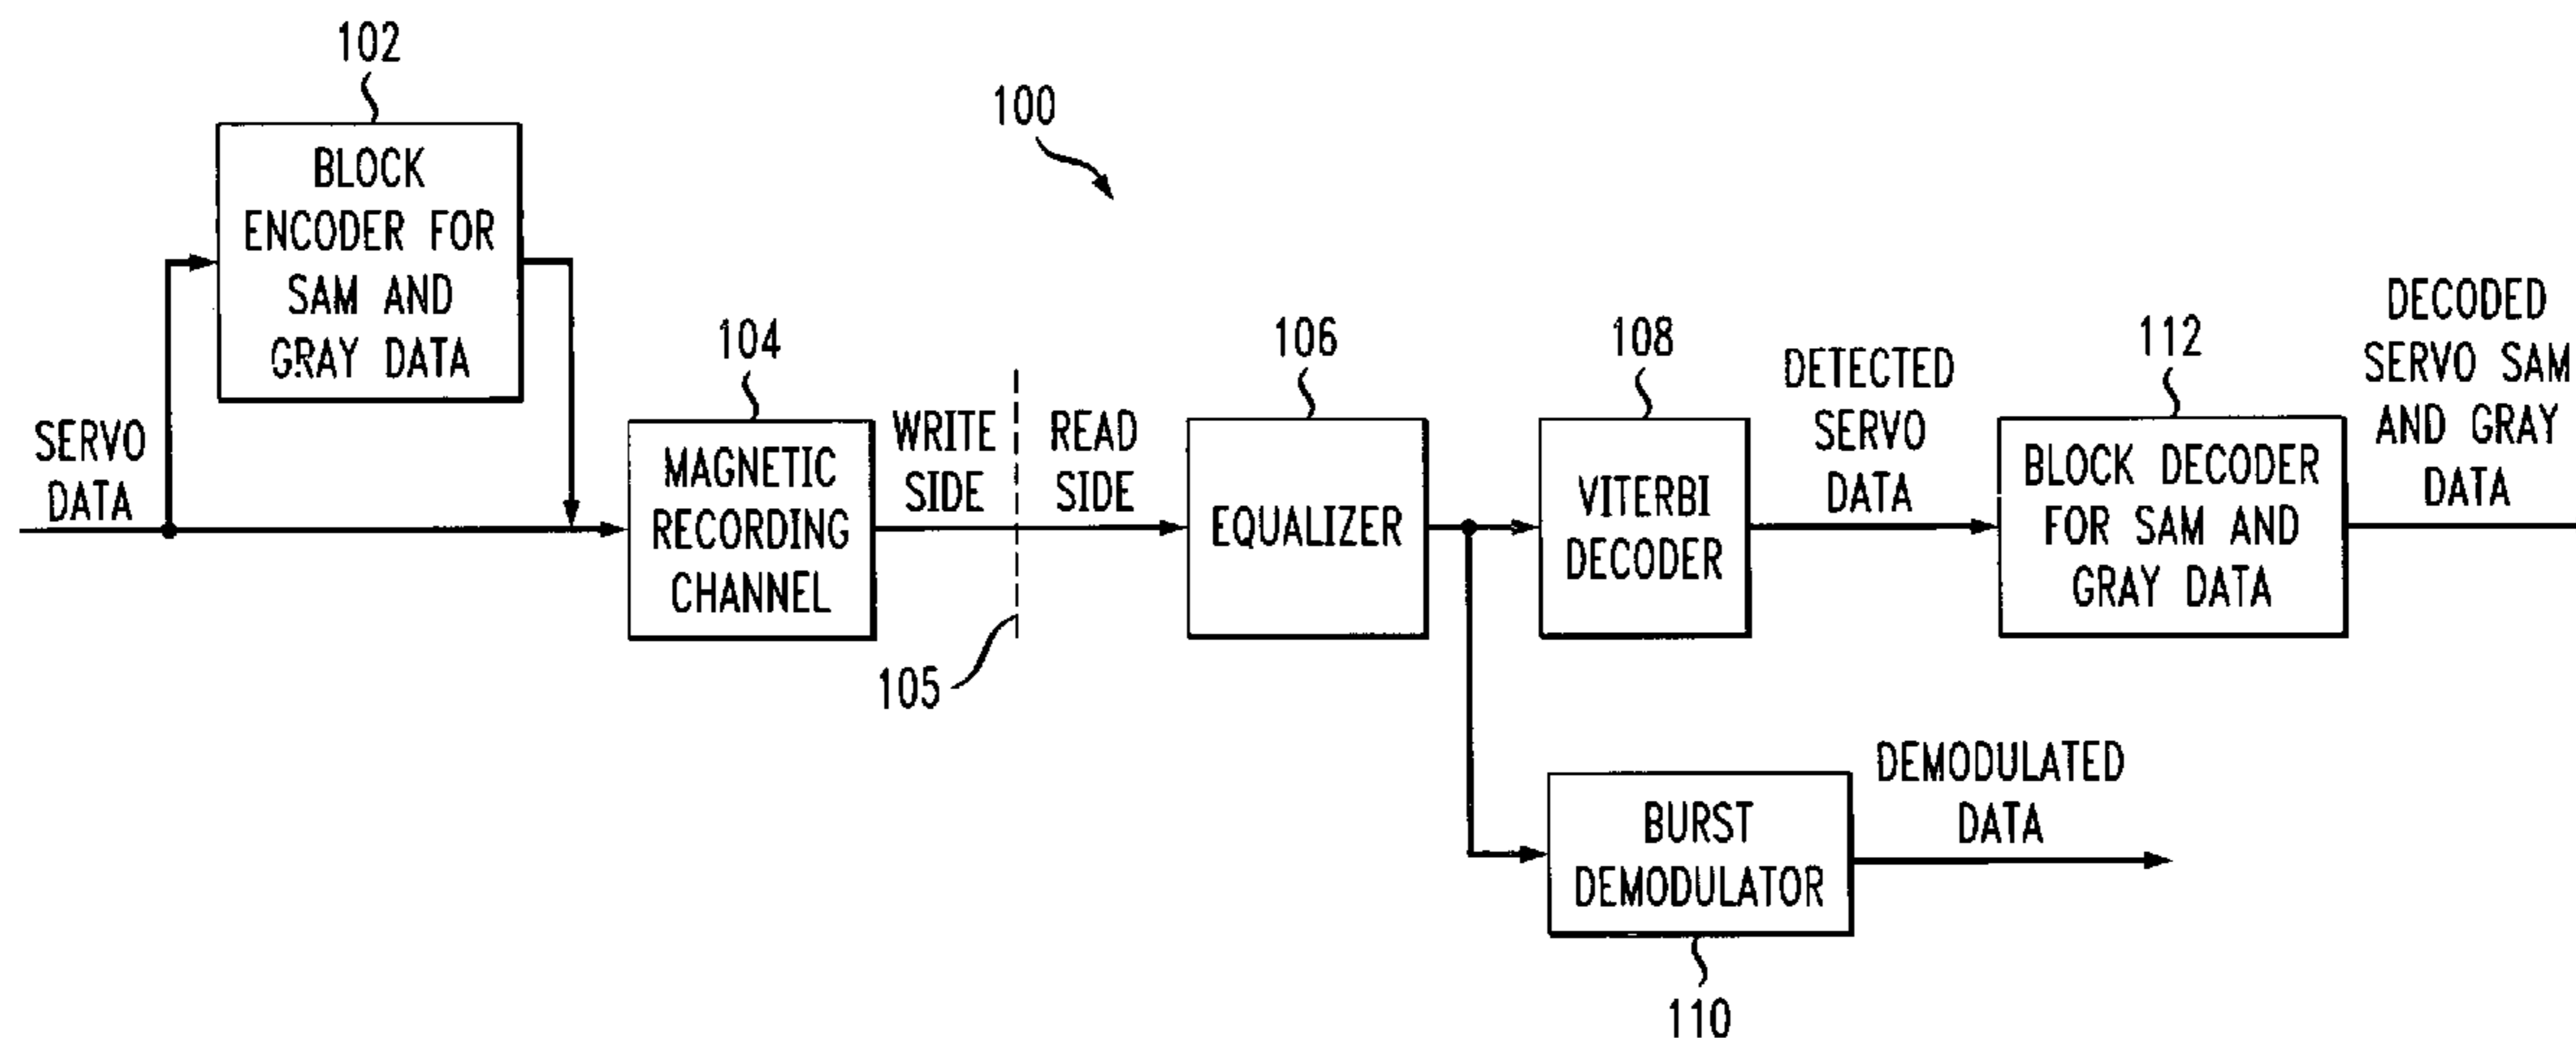 102
BLOCK
ENCODER FOR
SAM AND
GRAY DATA
SERVO
DATA
100
104
MAGNETIC
RECORDING
CHANNEL
WRITE
SIDE
READ
SIDE
105
106
EQUALIZER
108
VITERBI
DECODER
DETECTED
SERVO
DATA
112
BLOCK DECODER
FOR SAM AND
GRAY DATA
DECODED
SERVO SAM
AND GRAY
DATA
BURST
DEMODULATOR
110
DEMODULATED
DATA